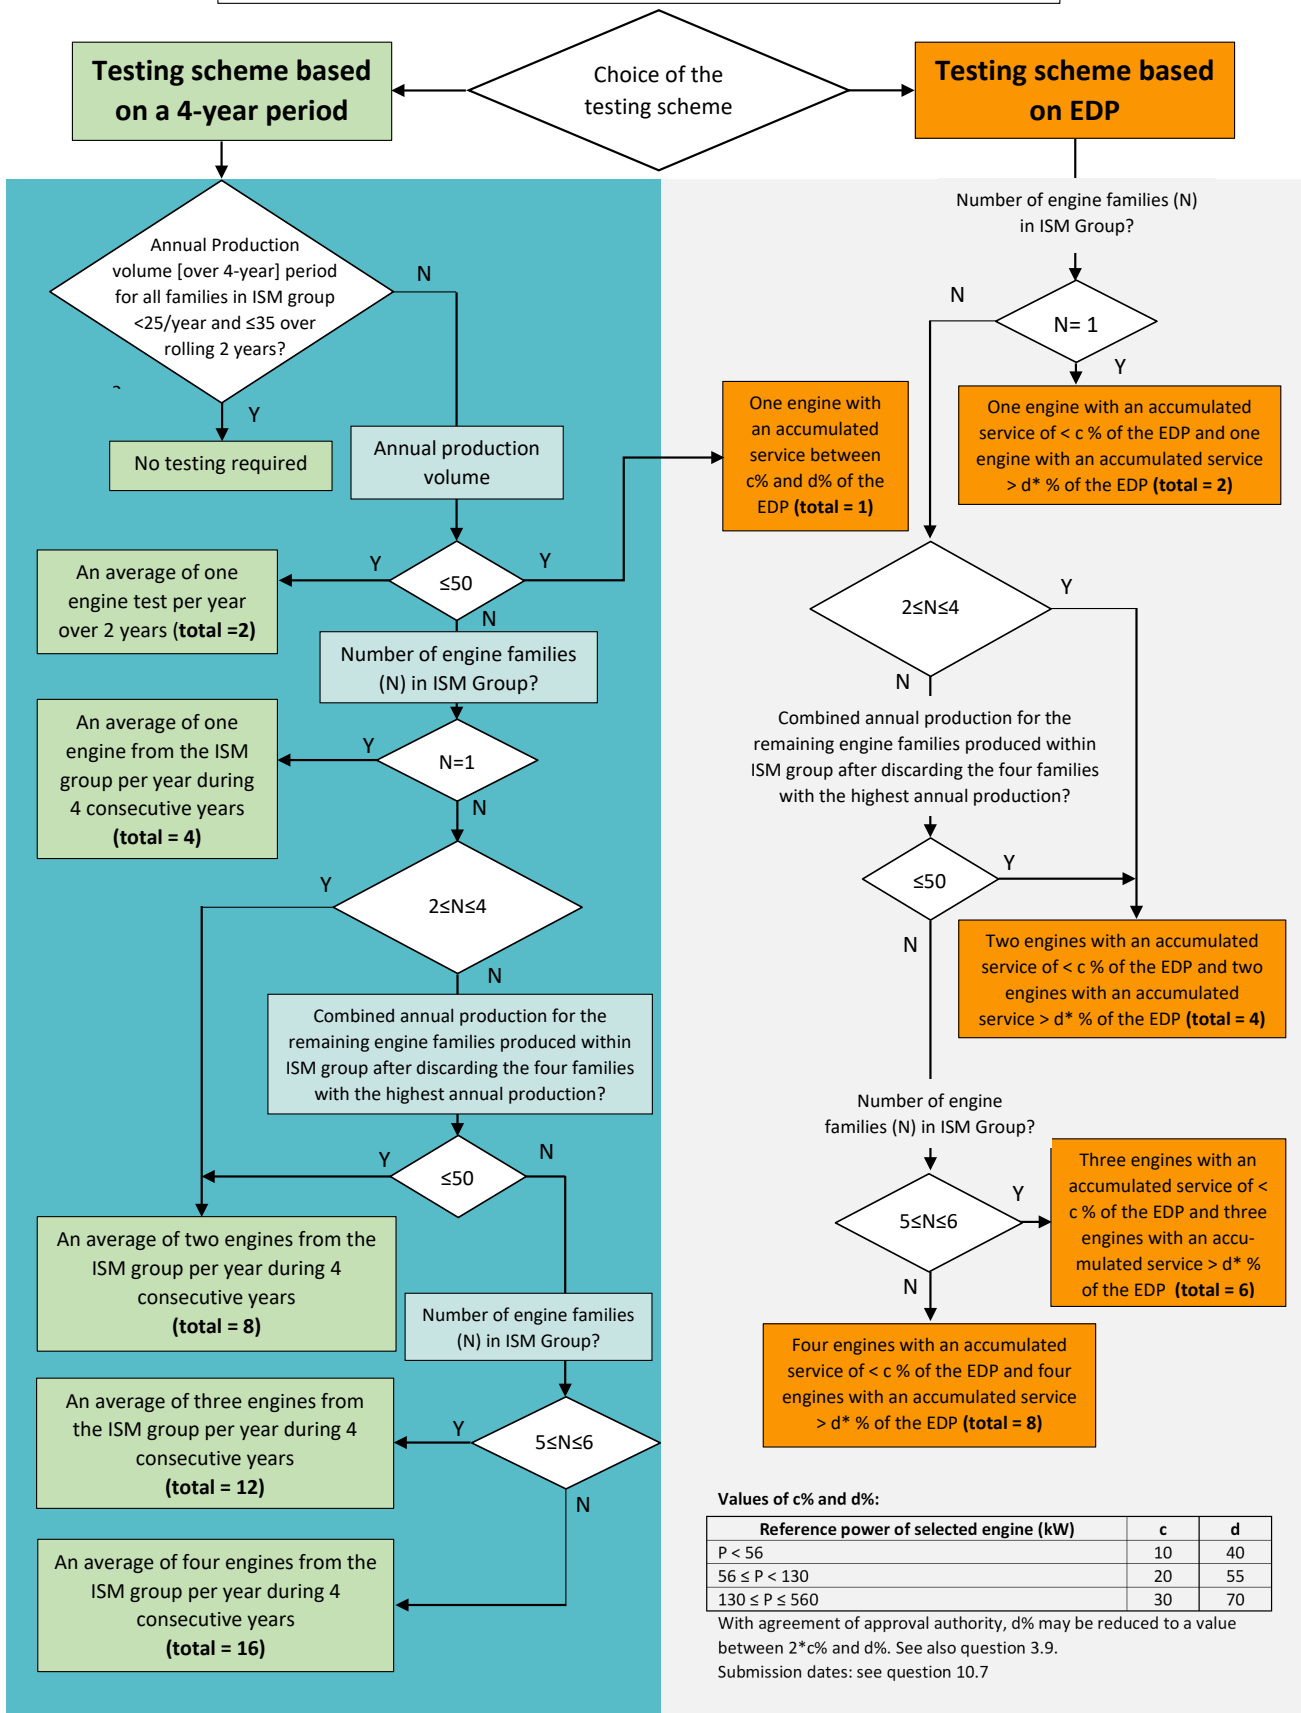 Choice of the
testing scheme
Testing scheme based
on a 4-year period
Testing scheme based
on EDP
Annual Production
volume [over 4-year] period
for all families in ISM group
<25/year and ≤35 over
rolling 2 years?
N
Y
No testing required
Annual production
volume
≤50
Y
Y
N
An average of one
engine test per year
over 2 years (total =2)
One engine with
an accumulated
service between
c% and d% of the
EDP (total = 1)
Number of engine families
(N) in ISM Group?
N=1
Y
N
An average of one
engine from the ISM
group per year during
4 consecutive years
(total = 4)
2≤N≤4
Y
N
Combined annual production for the
remaining engine families produced within
ISM group after discarding the four families
with the highest annual production?
≤50
Y
N
An average of two engines from the
ISM group per year during 4
consecutive years
(total = 8)
Number of engine families
(N) in ISM Group?
5≤N≤6
Y
N
An average of three engines from
the ISM group per year during 4
consecutive years
(total = 12)
An average of four engines from the
ISM group per year during 4
consecutive years
(total = 16)
Number of engine families (N)
in ISM Group?
N= 1
N
Y
One engine with an accumulated
service of < c % of the EDP and one
engine with an accumulated service
> d* % of the EDP (total = 2)
2≤N≤4
Y
N
Combined annual production for the
remaining engine families produced within
ISM group after discarding the four families
with the highest annual production?
≤50
Y
N
Two engines with an accumulated
service of < c % of the EDP and two
engines with an accumulated
service > d* % of the EDP (total = 4)
Number of engine
families (N) in ISM Group?
5≤N≤6
Y
N
Three engines with an
accumulated service of <
c % of the EDP and three
engines with an accu-
mulated service > d* %
of the EDP (total = 6)
Four engines with an accumulated
service of < c % of the EDP and four
engines with an accumulated service
> d* % of the EDP (total = 8)
Values of c% and d%:
Reference power of selected engine (kW) c d
P < 56 10 40
56 ≤ P < 130 20 55
130 ≤ P ≤ 560 30 70
With agreement of approval authority, d% may be reduced to a value
between 2*c% and d%. See also question 3.9.
Submission dates: see question 10.7